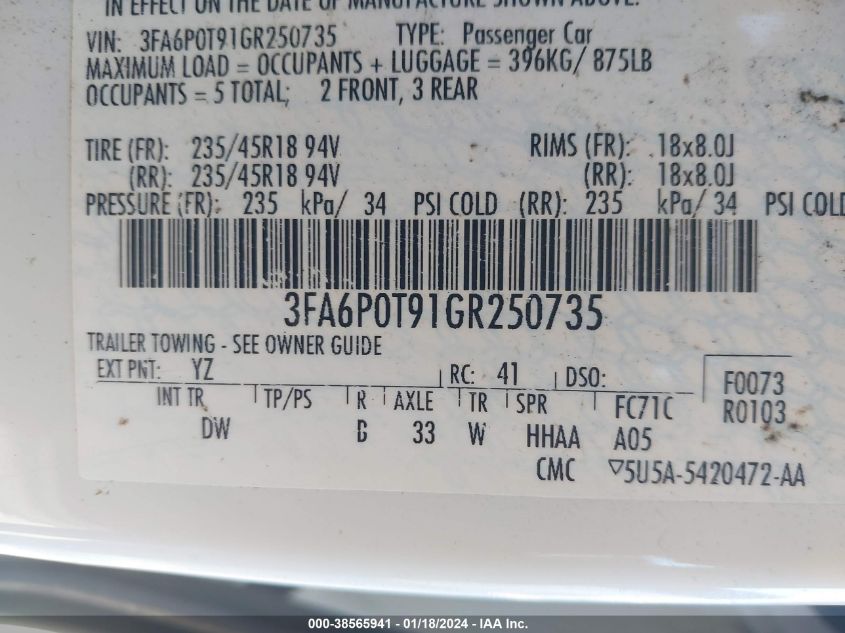 IN EFFECT ON THE DATE OF MANUFACTURE SHOWN ABOVE.
VIN: 3FA6P0T91GR250735 TYPE: Passenger Car
MAXIMUM LOAD = OCCUPANTS + LUGGAGE = 396KG/ 875LB
OCCUPANTS = 5 TOTAL; 2 FRONT, 3 REAR
TIRE (FR): 235/45R18 94V RIMS (FR): 18x8.0J
(RR): 235/45R18 94V (RR): 18x8.0J
PRESSURE (FR): 235 kPa/ 34 PSI COLD (RR): 235 kPa/ 34 PSI COLD
3FA6P0T91GR250735
TRAILER TOWING - SEE OWNER GUIDE
EXT PNT: YZ RC: 41 DSO: F0073
INT TR TP/PS R AXLE TR SPR FC71C R0103
DW B 33 W HHAA A05
CMC ▽5U5A-5420472-AA
000-38565941 - 01/18/2024 - IAA Inc.